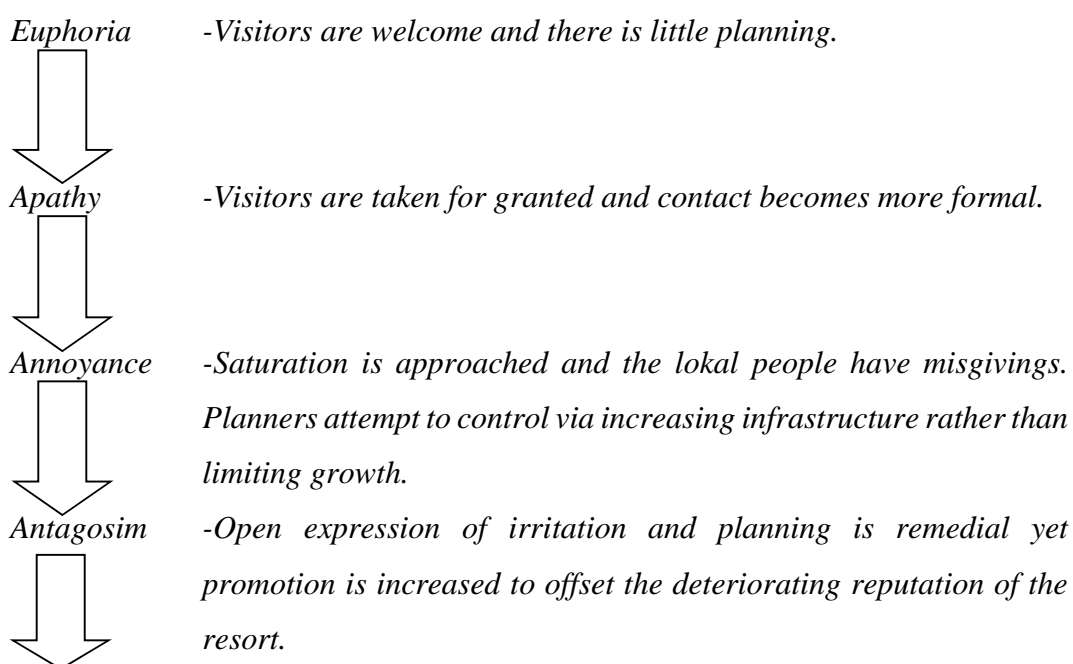 Euphoria -Visitors are welcome and there is little planning.
Apathy -Visitors are taken for granted and contact becomes more formal.
Annoyance -Saturation is approached and the lokal people have misgivings.
Planners attempt to control via increasing infrastructure rather than
limiting growth.
Antagosim -Open expression of irritation and planning is remedial yet
promotion is increased to offset the deteriorating reputation of the
resort.